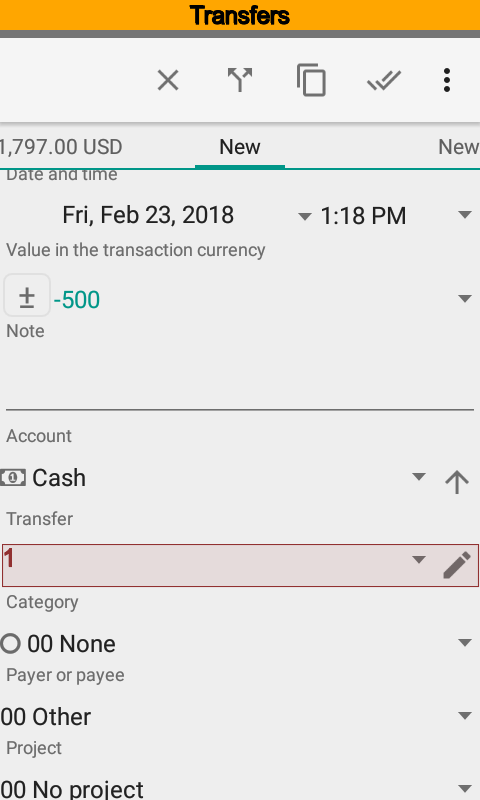 Transfers
1,797.00 USD New New
Date and time
Fri, Feb 23, 2018 1:18 PM
Value in the transaction currency
± -500
Note
Account
Cash
Transfer
1
Category
00 None
Payer or payee
00 Other
Project
00 No project